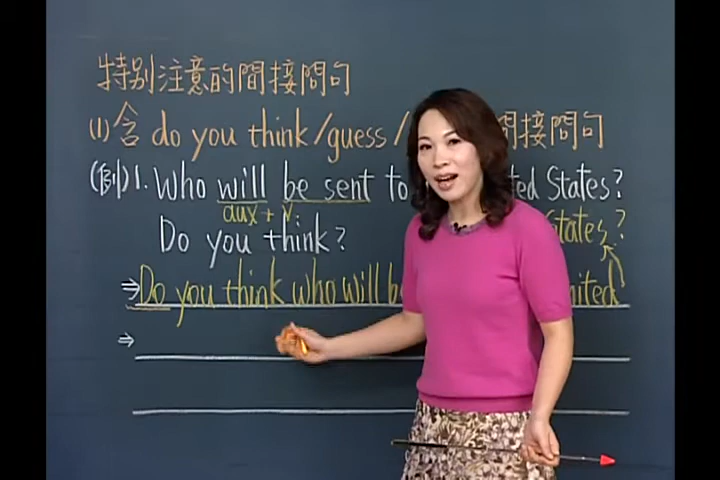 特別注意的間接問句
(1) 含 do you think/guess/ 間接問句
(例) 1. Who will be sent to ted States?
aux + v.
Do you think? States?
⇒ Do you think who will b nited
⇒